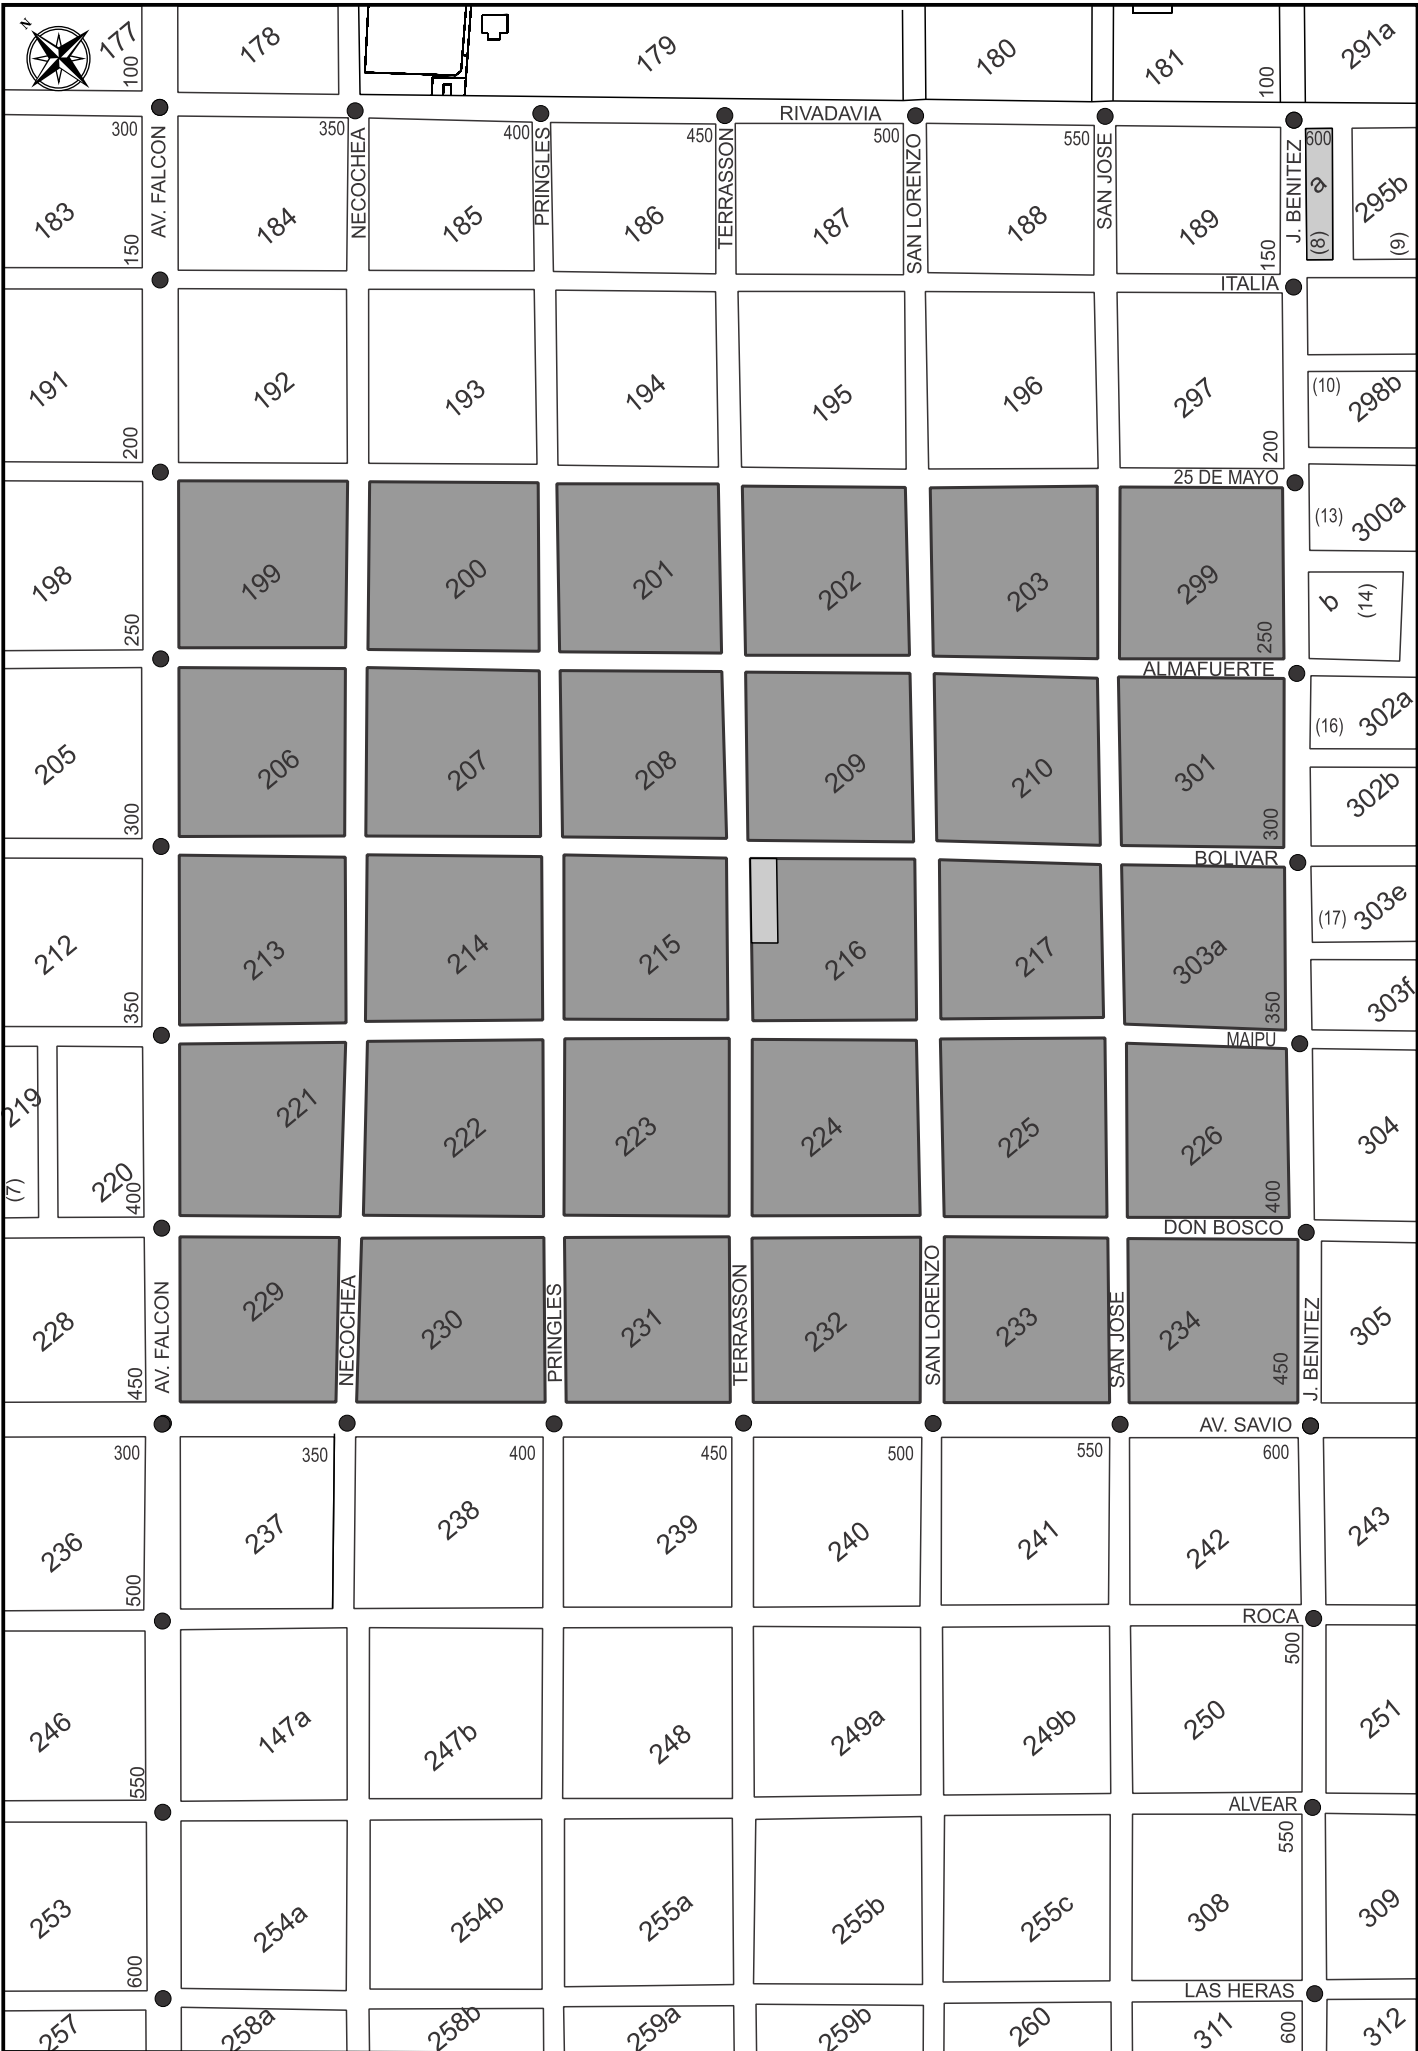 N
177
178
179
180
181
291a
100
100
RIVADAVIA
300
350
400
450
500
550
600
AV. FALCON
NECOCHEA
PRINGLES
TERRASSON
SAN LORENZO
SAN JOSE
J. BENITEZ
183
184
185
186
187
188
189
a
295b
150
150
(8)
(9)
ITALIA
191
192
193
194
195
196
297
(10)
298b
200
200
25 DE MAYO
198
199
200
201
202
203
299
(13)
300a
b
(14)
250
250
ALMAFUERTE
205
206
207
208
209
210
301
(16)
302a
302b
300
300
BOLIVAR
212
213
214
215
216
217
303a
(17)
303e
303f
350
350
MAIPU
219
(7)
220
221
222
223
224
225
226
304
400
400
DON BOSCO
228
229
230
231
232
233
234
305
AV. FALCON
NECOCHEA
PRINGLES
TERRASSON
SAN LORENZO
SAN JOSE
J. BENITEZ
450
450
AV. SAVIO
300
350
400
450
500
550
600
236
237
238
239
240
241
242
243
500
ROCA
500
246
147a
247b
248
249a
249b
250
251
550
ALVEAR
550
253
254a
254b
255a
255b
255c
308
309
600
LAS HERAS
257
258a
258b
259a
259b
260
311
600
312